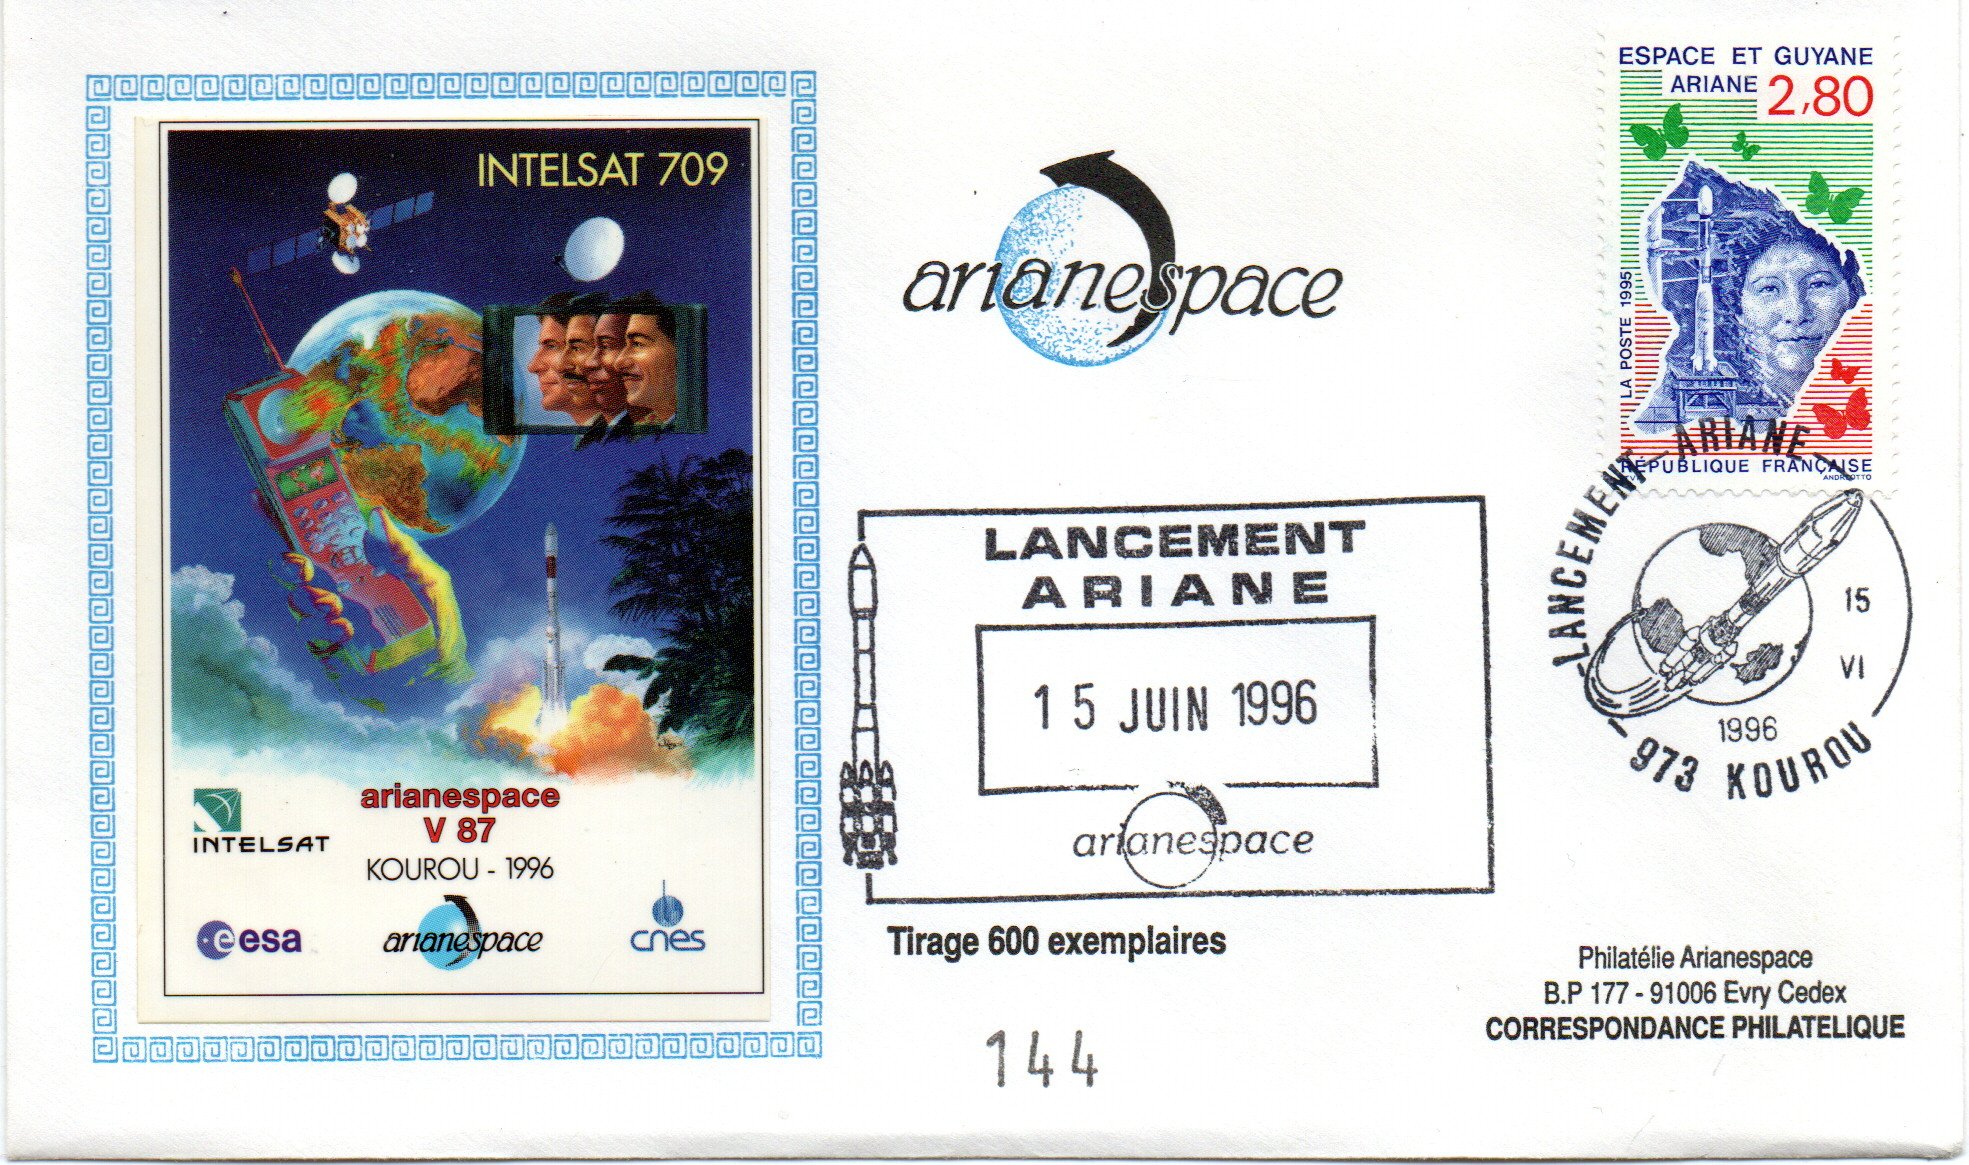 INTELSAT 709
INTELSAT
arianespace
V 87
KOUROU - 1996
esa
arianespace
cnes
arianespace
ESPACE ET GUYANE
ARIANE 2,80
LA POSTE 1995
RÉPUBLIQUE FRANÇAISE
ANDREOTTO
LANCEMENT
ARIANE
15 JUIN 1996
arianespace
LANCEMENT ARIANE
15
VI
1996
973 KOUROU
Tirage 600 exemplaires
144
Philatélie Arianespace
B.P 177 - 91006 Evry Cedex
CORRESPONDANCE PHILATELIQUE